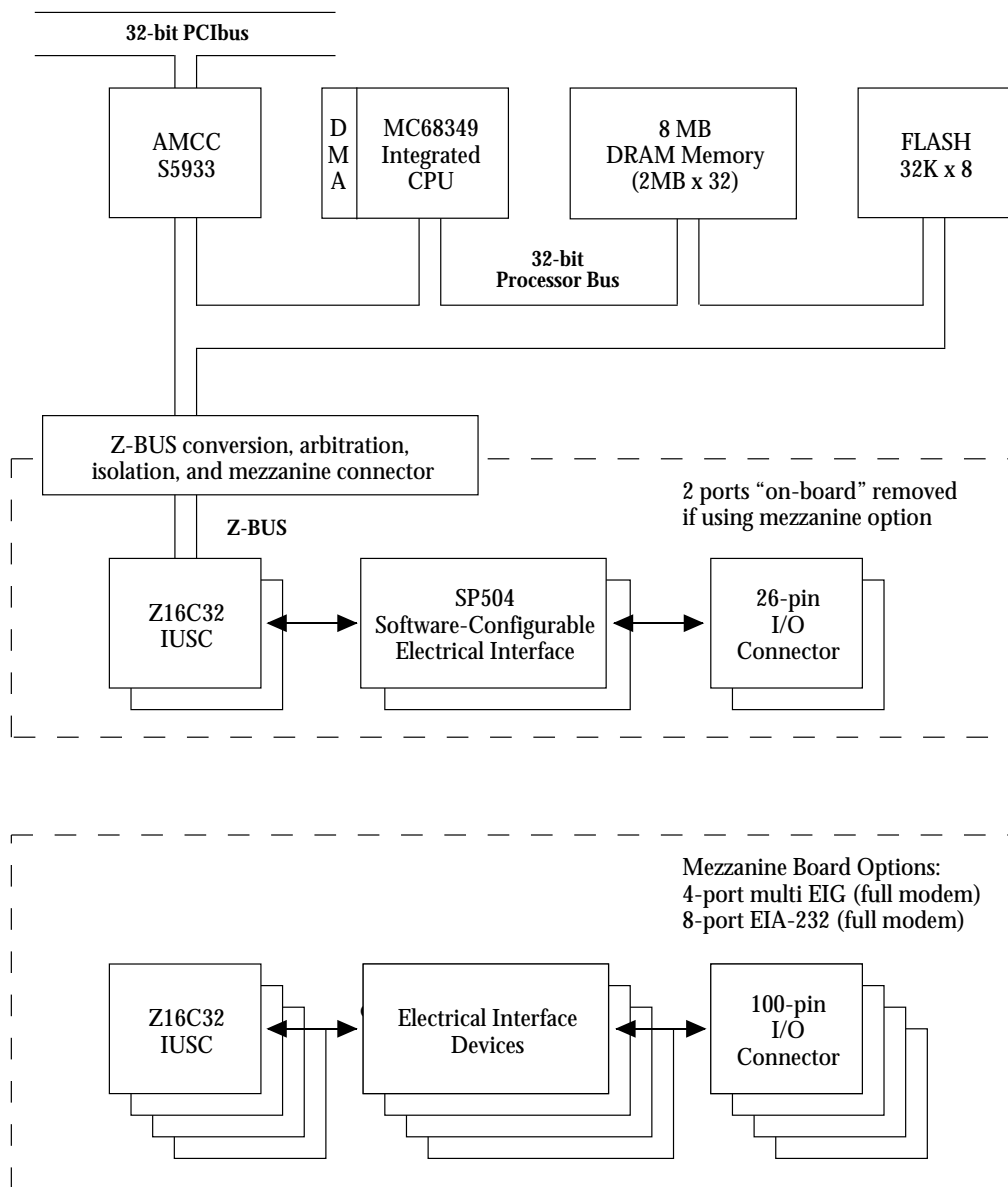 32-bit PCIbus
AMCC
S5933
D
M
A
MC68349
Integrated
CPU
8 MB
DRAM Memory
(2MB x 32)
FLASH
32K x 8
32-bit
Processor Bus
Z-BUS conversion, arbitration,
isolation, and mezzanine connector
2 ports “on-board” removed
if using mezzanine option
Z-BUS
Z16C32
IUSC
SP504
Software-Configurable
Electrical Interface
26-pin
I/O
Connector
Mezzanine Board Options:
4-port multi EIG (full modem)
8-port EIA-232 (full modem)
Z16C32
IUSC
Electrical Interface
Devices
100-pin
I/O
Connector